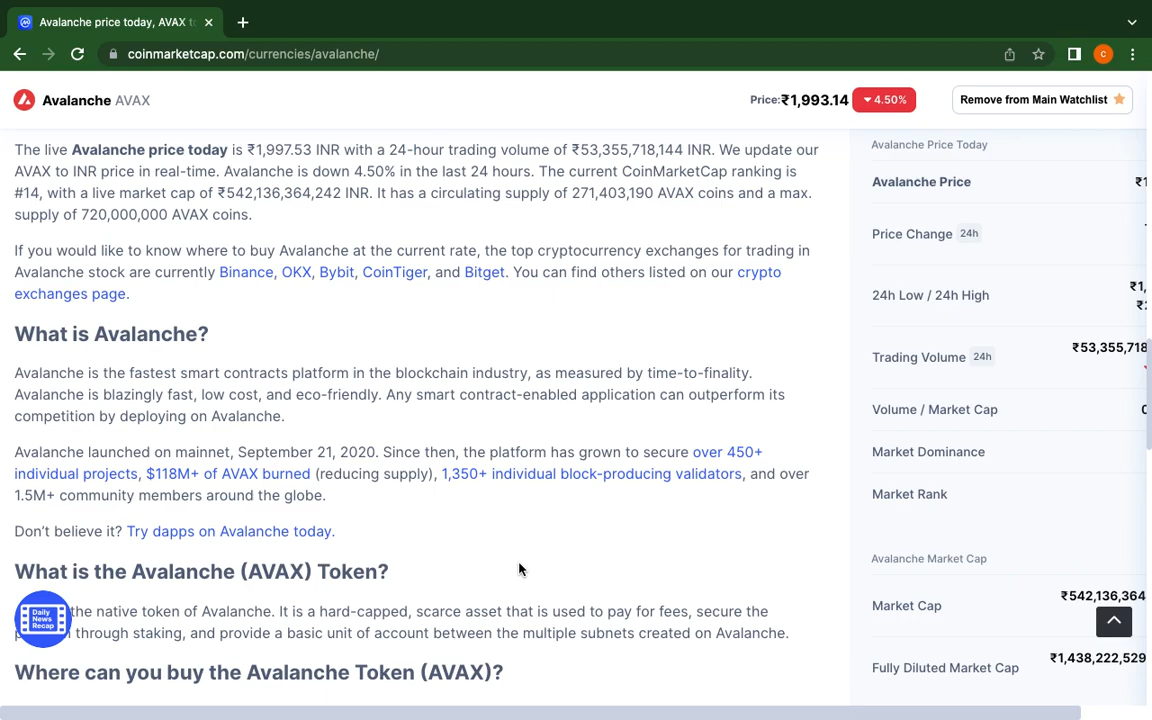 Avalanche price today, AVAX to
coinmarketcap.com/currencies/avalanche/
C
Avalanche AVAX
Price:₹1,993.14 4.50%
Remove from Main Watchlist
The live Avalanche price today is ₹1,997.53 INR with a 24-hour trading volume of ₹53,355,718,144 INR. We update our
AVAX to INR price in real-time. Avalanche is down 4.50% in the last 24 hours. The current CoinMarketCap ranking is
#14, with a live market cap of ₹542,136,364,242 INR. It has a circulating supply of 271,403,190 AVAX coins and a max.
supply of 720,000,000 AVAX coins.
If you would like to know where to buy Avalanche at the current rate, the top cryptocurrency exchanges for trading in
Avalanche stock are currently Binance, OKX, Bybit, CoinTiger, and Bitget. You can find others listed on our crypto
exchanges page.
What is Avalanche?
Avalanche is the fastest smart contracts platform in the blockchain industry, as measured by time-to-finality.
Avalanche is blazingly fast, low cost, and eco-friendly. Any smart contract-enabled application can outperform its
competition by deploying on Avalanche.
Avalanche launched on mainnet, September 21, 2020. Since then, the platform has grown to secure over 450+
individual projects, $118M+ of AVAX burned (reducing supply), 1,350+ individual block-producing validators, and over
1.5M+ community members around the globe.
Don't believe it? Try dapps on Avalanche today.
What is the Avalanche (AVAX) Token?
the native token of Avalanche. It is a hard-capped, scarce asset that is used to pay for fees, secure the
through staking, and provide a basic unit of account between the multiple subnets created on Avalanche.
Daily
News
Recap
Where can you buy the Avalanche Token (AVAX)?
Avalanche Price Today
Avalanche Price ₹1
Price Change 24h
24h Low / 24h High ₹1,
Trading Volume 24h ₹53,355,718
Volume / Market Cap 0
Market Dominance
Market Rank
Avalanche Market Cap
Market Cap ₹542,136,364
Fully Diluted Market Cap ₹1,438,222,529